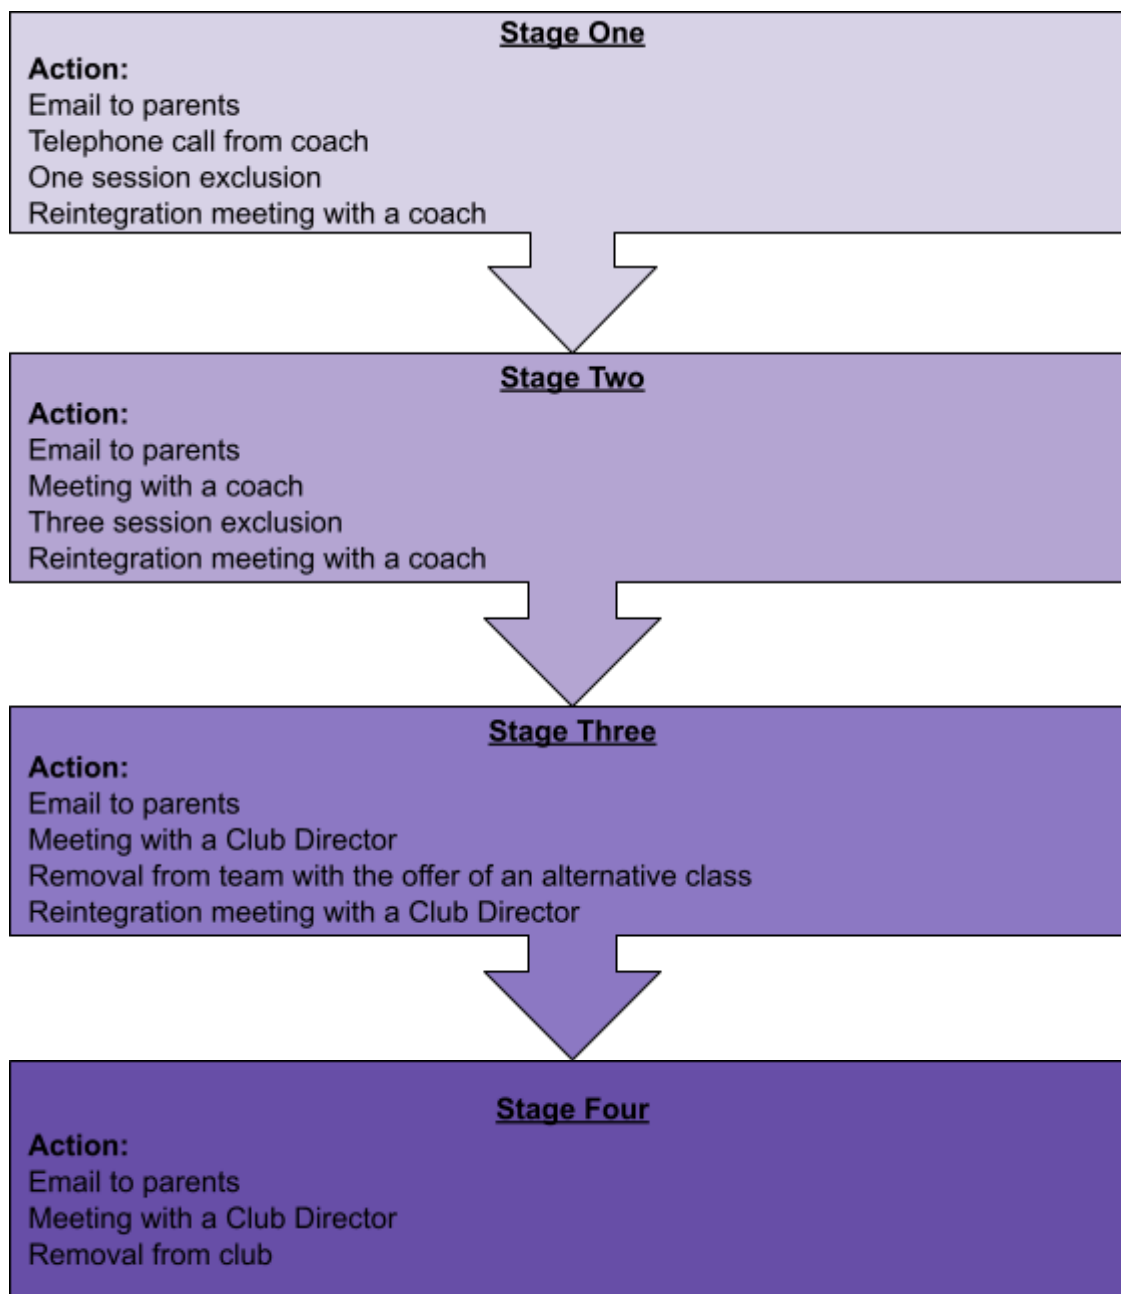 Stage One
Action:
Email to parents
Telephone call from coach
One session exclusion
Reintegration meeting with a coach
Stage Two
Action:
Email to parents
Meeting with a coach
Three session exclusion
Reintegration meeting with a coach
Stage Three
Action:
Email to parents
Meeting with a Club Director
Removal from team with the offer of an alternative class
Reintegration meeting with a Club Director
Stage Four
Action:
Email to parents
Meeting with a Club Director
Removal from club